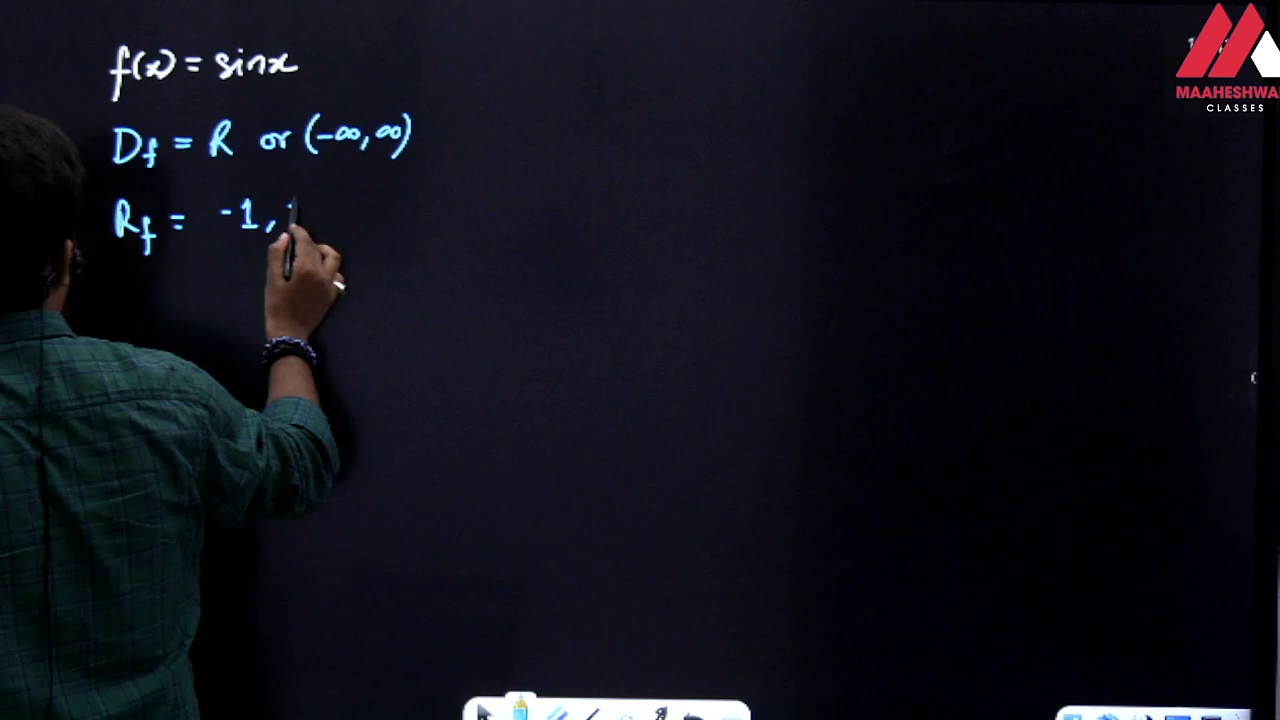 f(x) = sinx
Df = R or (-∞, ∞)
Rf = -1,
MAAHESHWA
CLASSES